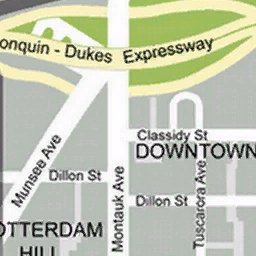 onquin - Dukes Expressway
Classidy St
DOWNTOWN
Munsee Ave
Dillon St
Montauk Ave
Dillon St
Tuscarora Ave
OTTERDAM
HILL